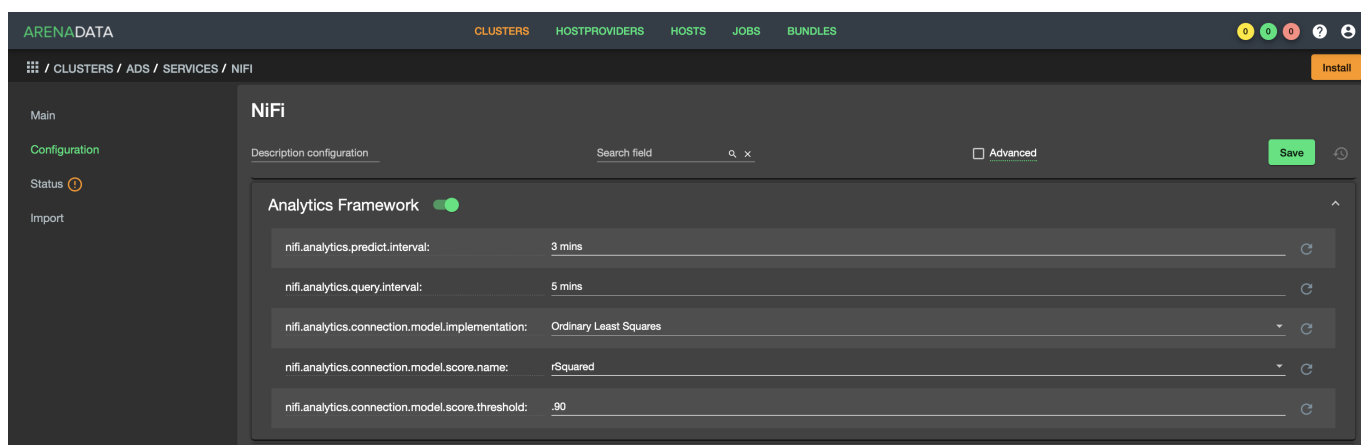 ARENADATA CLUSTERS HOSTPROVIDERS HOSTS JOBS BUNDLES 0 0 0 ?
/ CLUSTERS / ADS / SERVICES / NIFI Install
Main
Configuration
Status
Import
NiFi
Description configuration Search field Advanced Save
Analytics Framework
nifi.analytics.predict.interval: 3 mins
nifi.analytics.query.interval: 5 mins
nifi.analytics.connection.model.implementation: Ordinary Least Squares
nifi.analytics.connection.model.score.name: rSquared
nifi.analytics.connection.model.score.threshold: .90